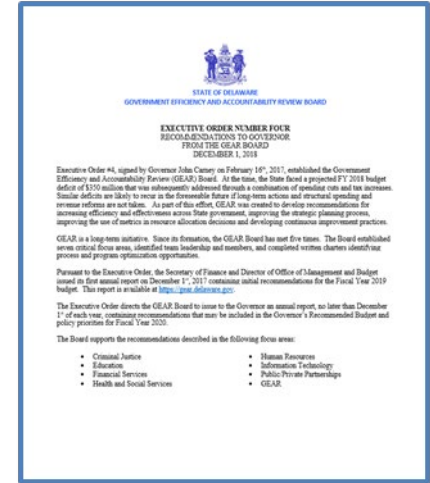 STATE OF DELAWARE
GOVERNMENT EFFICIENCY AND ACCOUNTABILITY REVIEW BOARD
EXECUTIVE ORDER NUMBER FOUR
RECOMMENDATIONS TO GOVERNOR
FROM THE GEAR BOARD
DECEMBER 1, 2018
Executive Order #4, signed by Governor John Carney on February 16th, 2017, established the Government
Efficiency and Accountability Review (GEAR) Board. At the time, the State faced a projected FY 2018 budget
deficit of $350 million that was subsequently addressed through a combination of spending cuts and tax increases.
Similar deficits are likely to recur in the foreseeable future if long-term actions and structural spending and
revenue reforms are not taken. As part of this effort, GEAR was created to develop recommendations for
increasing efficiency and effectiveness across State government, improving the strategic planning process,
improving the use of metrics in resource allocation decisions and developing continuous improvement practices.
GEAR is a long-term initiative. Since its formation, the GEAR Board has met five times. The Board established
seven critical focus areas, identified team leadership and members, and completed written charters identifying
process and program optimization opportunities.
Pursuant to the Executive Order, the Secretary of Finance and Director of Office of Management and Budget
issued its first annual report on December 1st, 2017 containing initial recommendations for the Fiscal Year 2019
budget. This report is available at https://gear.delaware.gov.
The Executive Order directs the GEAR Board to issue to the Governor an annual report, no later than December
1st of each year, containing recommendations that may be included in the Governor's Recommended Budget and
policy priorities for Fiscal Year 2020.
The Board supports the recommendations described in the following focus areas:
• Criminal Justice
• Education
• Financial Services
• Health and Social Services
• Human Resources
• Information Technology
• Public/Private Partnerships
• GEAR